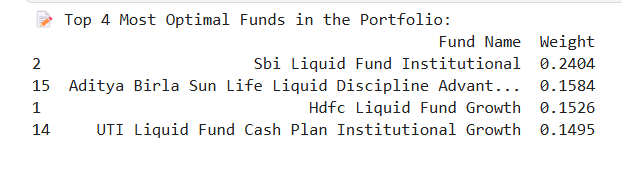 📝 Top 4 Most Optimal Funds in the Portfolio:
Fund Name Weight
2 Sbi Liquid Fund Institutional 0.2404
15 Aditya Birla Sun Life Liquid Discipline Advant... 0.1584
1 Hdfc Liquid Fund Growth 0.1526
14 UTI Liquid Fund Cash Plan Institutional Growth 0.1495